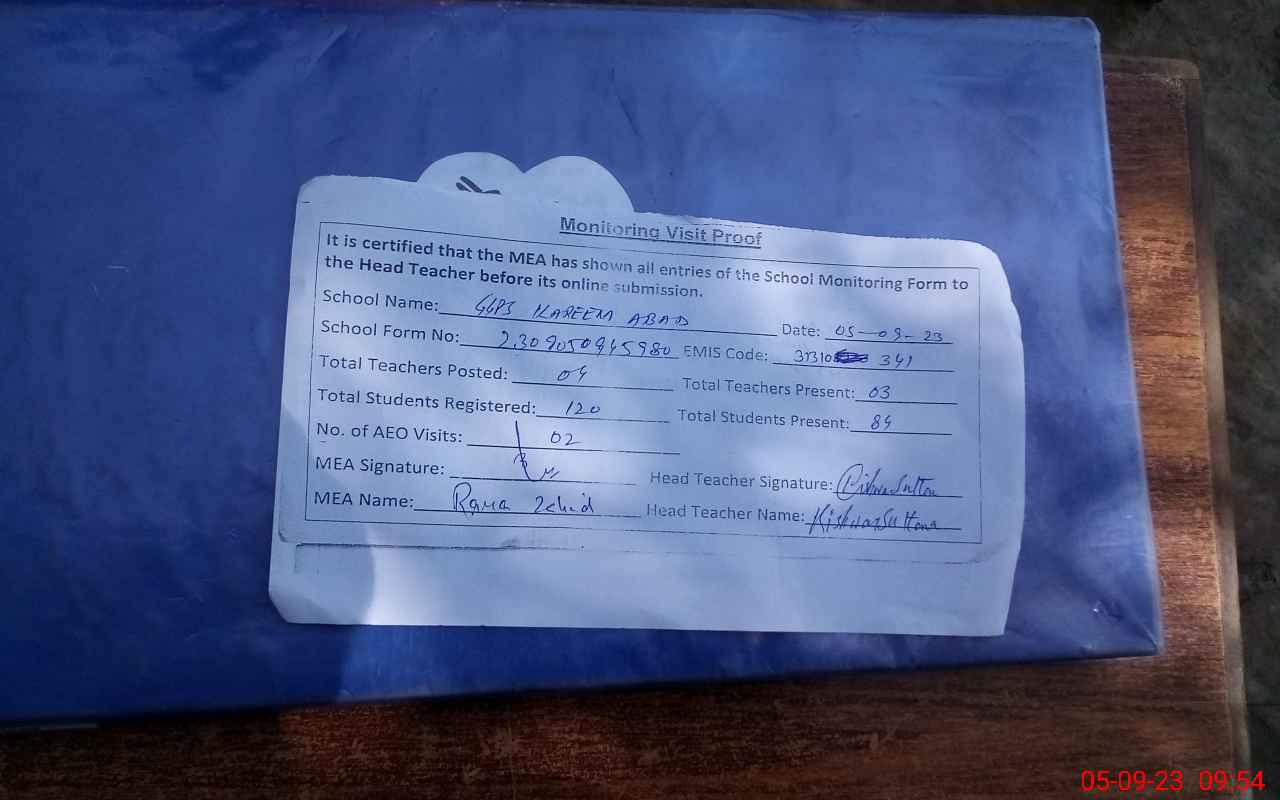 Monitoring Visit Proof
It is certified that the MEA has shown all entries of the School Monitoring Form to
the Head Teacher before its online submission.
School Name: GGPS KAREEM ABAD Date: 05-09-23
School Form No: 2309050945980 EMIS Code: 31310 341
Total Teachers Posted: 04 Total Teachers Present: 03
Total Students Registered: 120 Total Students Present: 84
No. of AEO Visits: 02
MEA Signature: Head Teacher Signature:
MEA Name: Rana Zahid Head Teacher Name: Kishwar Sultana
05-09-23 09:54